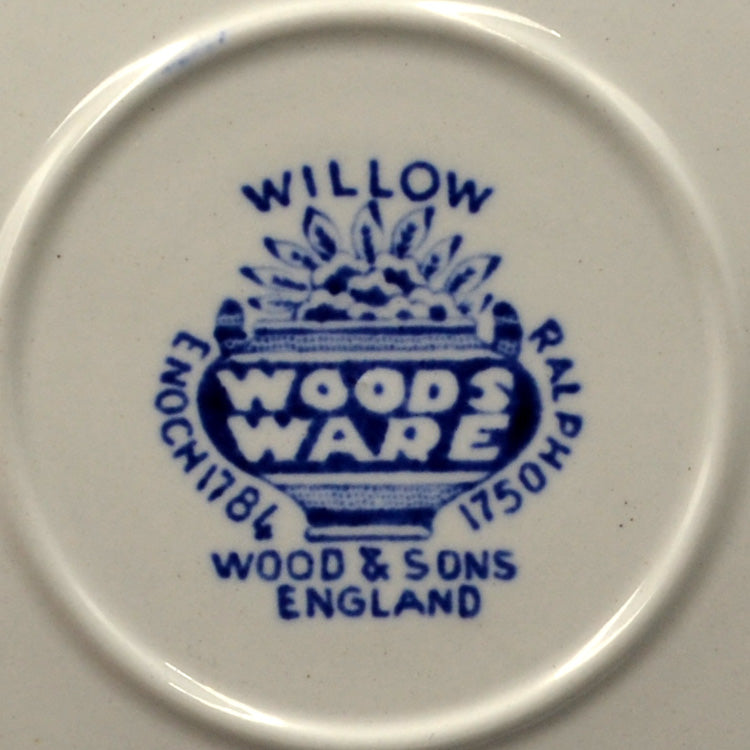 WILLOW
ENOCH 1784
RALPH 1750
WOODS
WARE
WOOD & SONS
ENGLAND